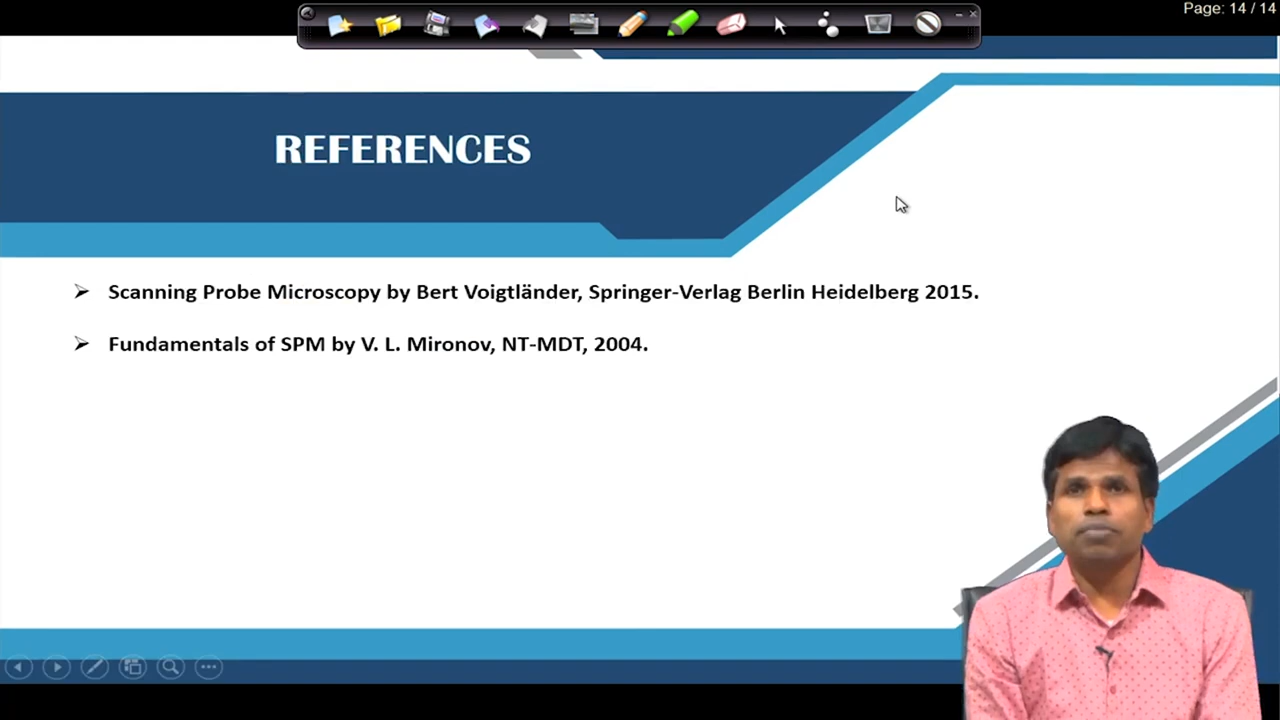 Page: 14 / 14
REFERENCES
Scanning Probe Microscopy by Bert Voigtländer, Springer-Verlag Berlin Heidelberg 2015.
Fundamentals of SPM by V. L. Mironov, NT-MDT, 2004.